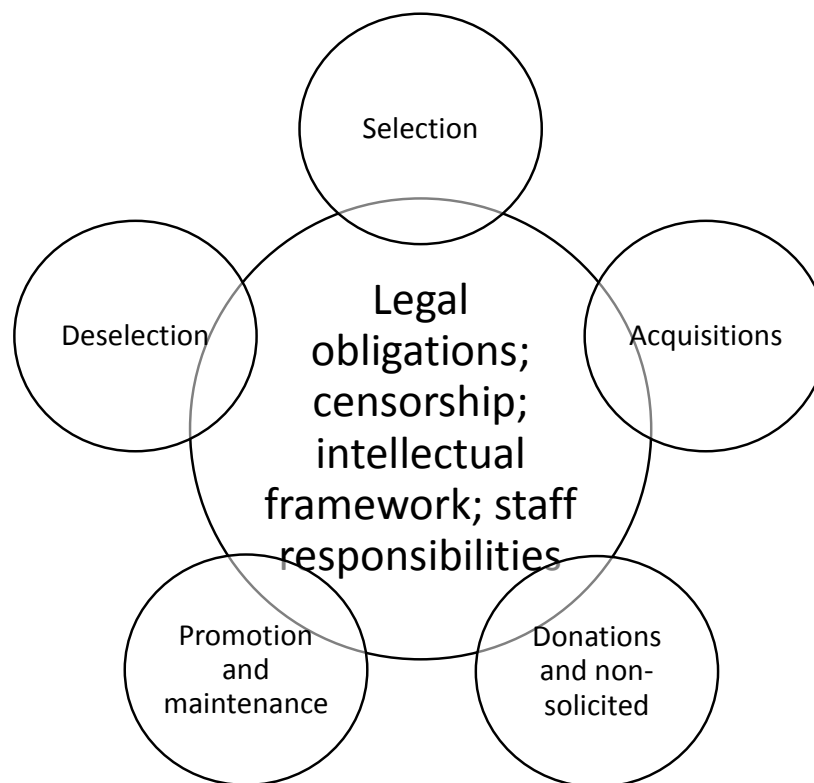 Selection
Legal
obligations;
censorship;
intellectual
framework; staff
responsibilities
Deselection
Acquisitions
Promotion
and
maintenance
Donations
and non-
solicited